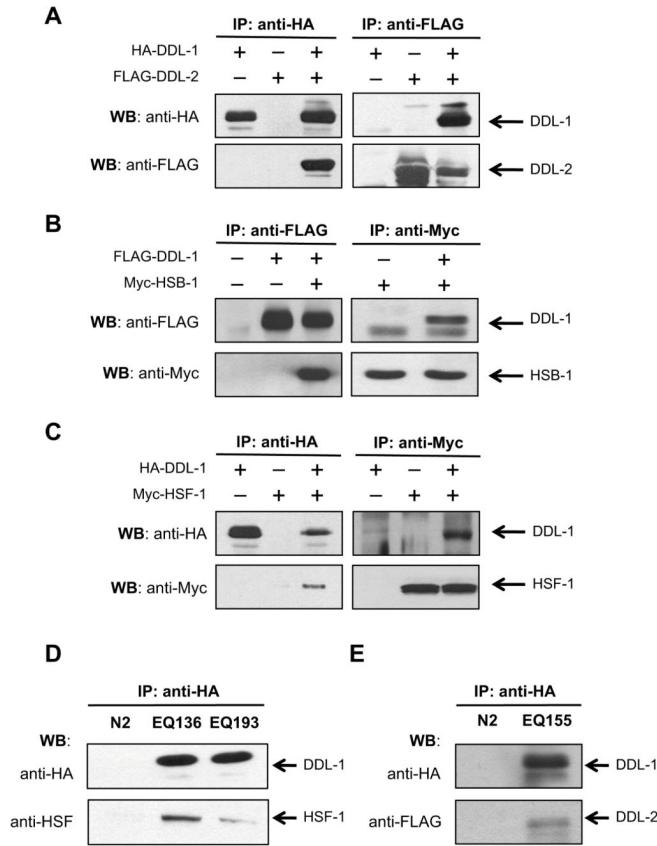 A
IP: anti-HA IP: anti-FLAG
HA-DDL-1 + − + + − +
FLAG-DDL-2 − + + − + +
WB: anti-HA DDL-1
WB: anti-FLAG DDL-2
B
IP: anti-FLAG IP: anti-Myc
FLAG-DDL-1 − + + − +
Myc-HSB-1 − − + + +
WB: anti-FLAG DDL-1
WB: anti-Myc HSB-1
C
IP: anti-HA IP: anti-Myc
HA-DDL-1 + − + + − +
Myc-HSF-1 − + + − + +
WB: anti-HA DDL-1
WB: anti-Myc HSF-1
D
IP: anti-HA
N2 EQ136 EQ193
WB:
anti-HA DDL-1
anti-HSF HSF-1
E
IP: anti-HA
N2 EQ155
WB:
anti-HA DDL-1
anti-FLAG DDL-2